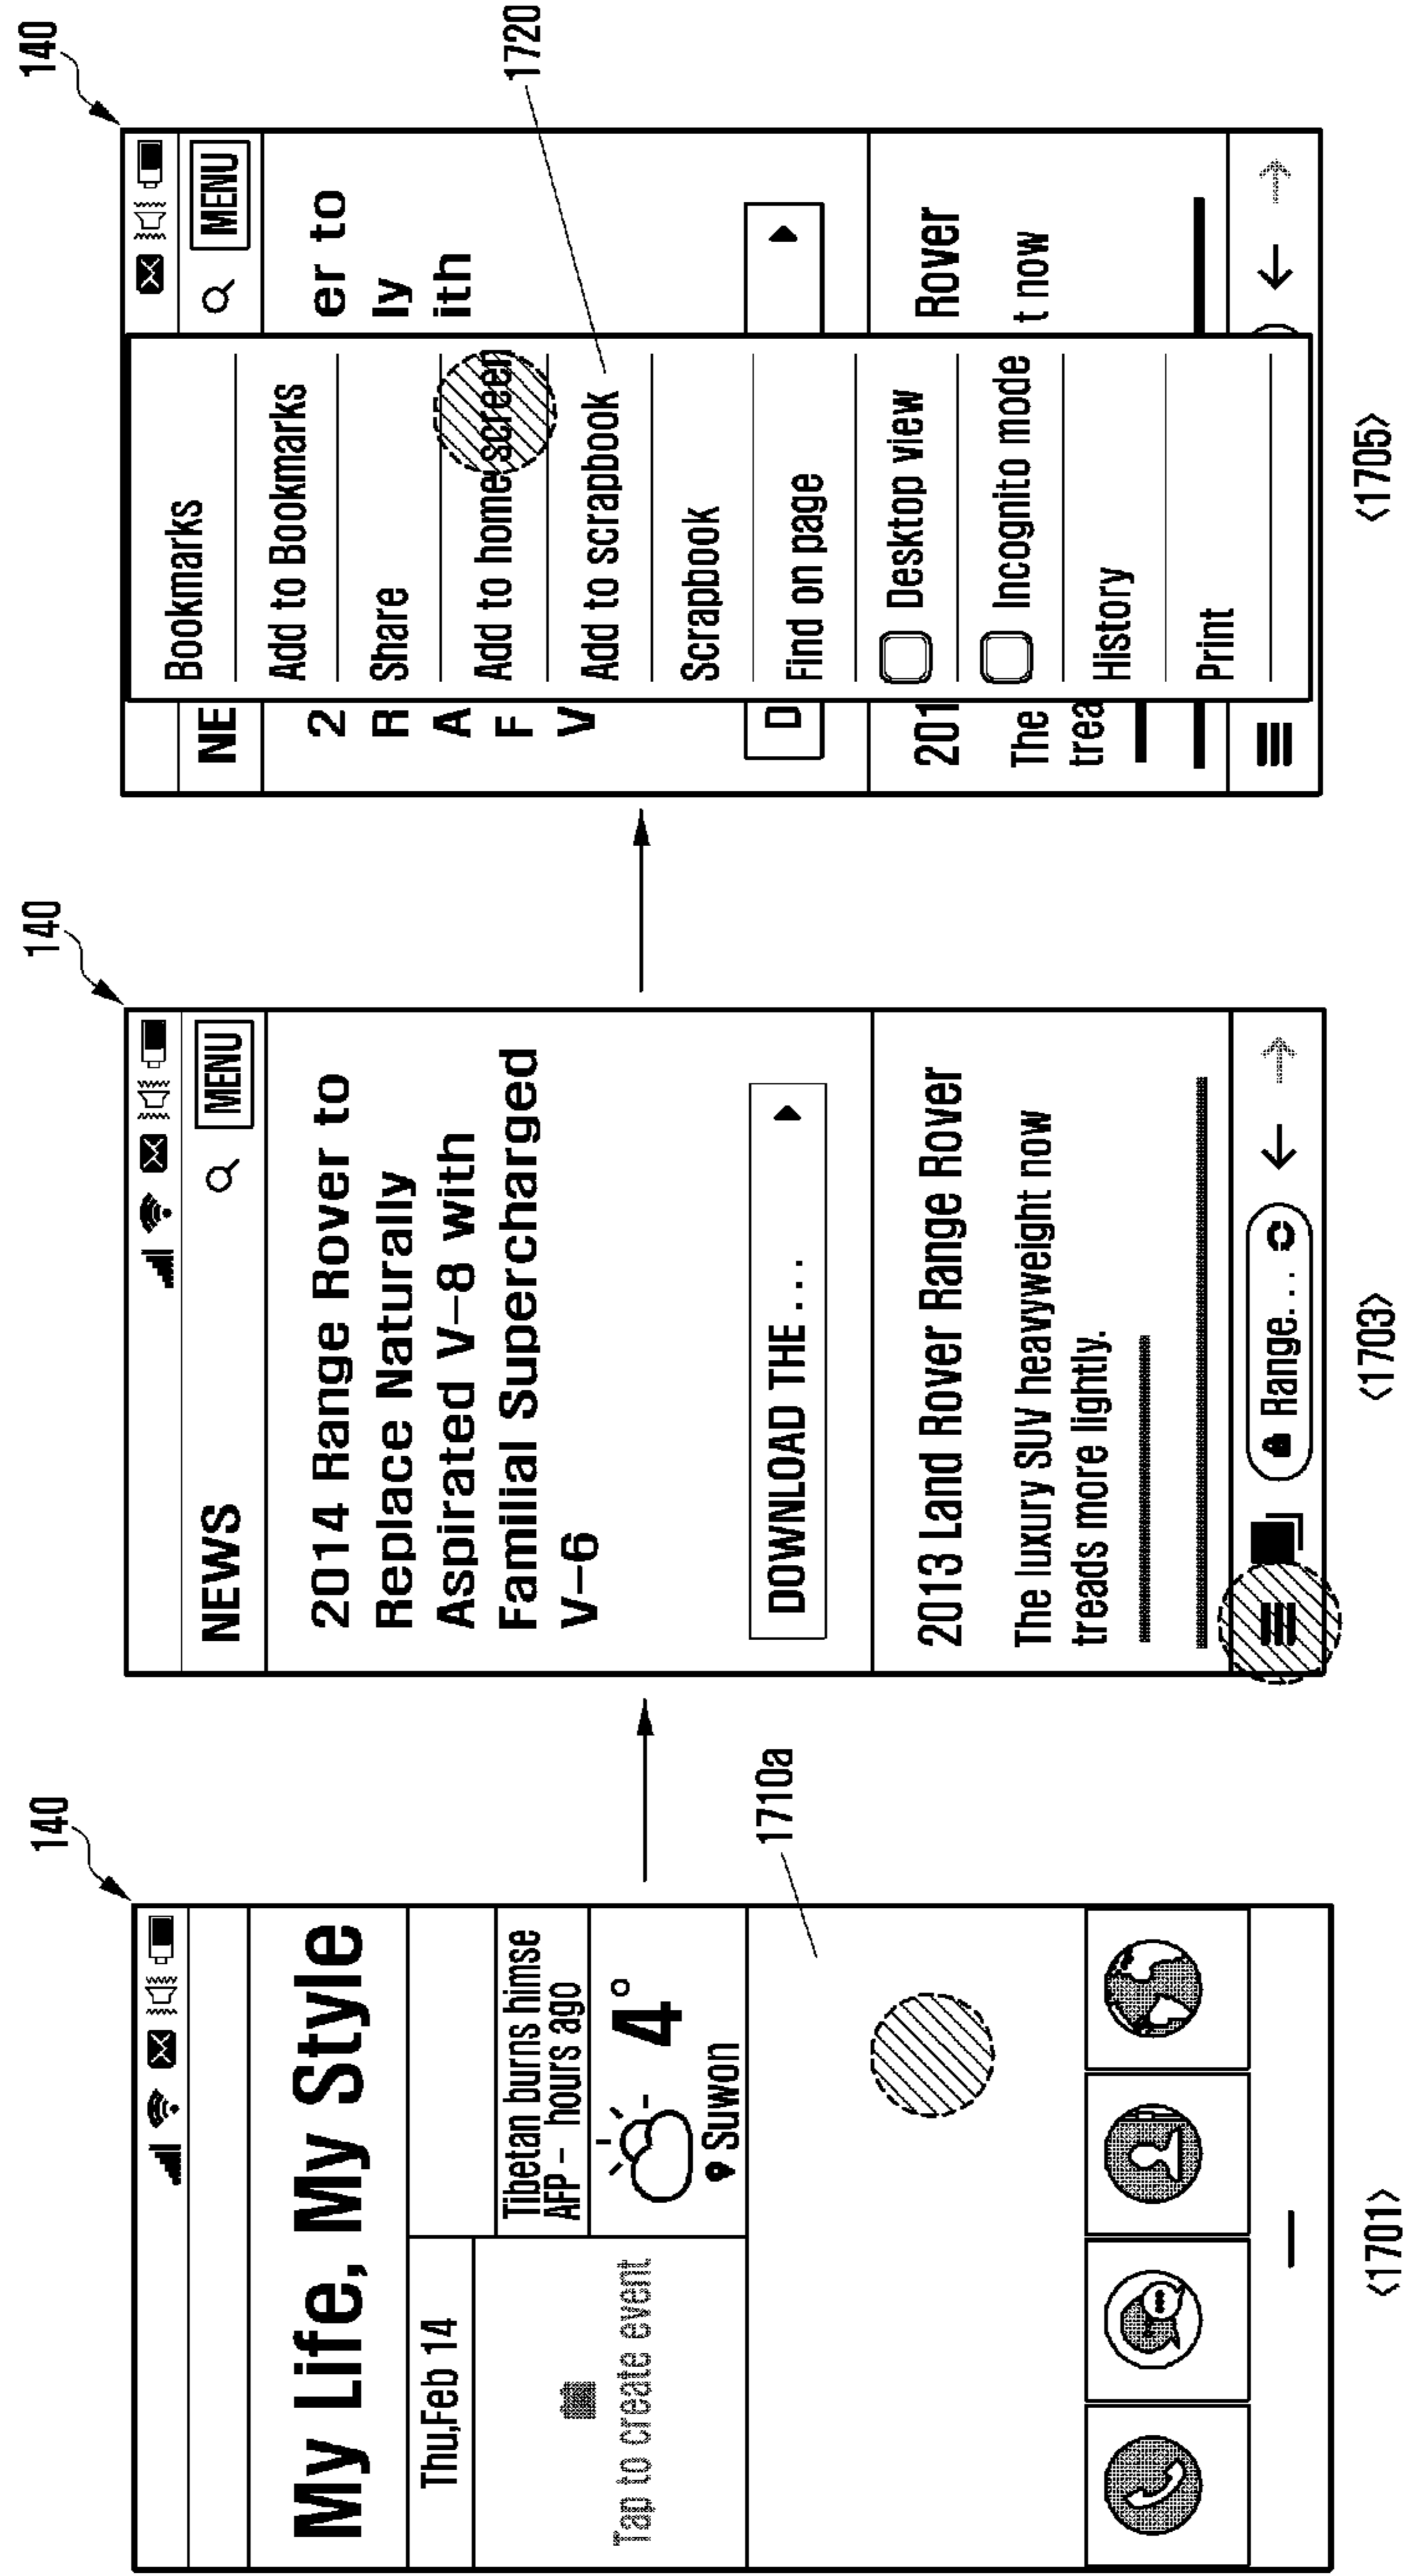 140
My Life, My Style
Thu,Feb 14
Tibetan burns himse
AFP - hours ago
Tap to create event.
4°
Suwon
1710a
<1701>
140
NEWS
MENU
2014 Range Rover to
Replace Naturally
Aspirated V-8 with
Familial Supercharged
V-6
DOWNLOAD THE...
2013 Land Rover Range Rover
The luxury SUV heavyweight now
treads more lightly.
Range...
<1703>
140
NE
MENU
2
er to
R
ly
A
ith
F
V
D
201
Rover
The
t now
trea
Bookmarks
Add to Bookmarks
Share
Add to home screen
Add to scrapbook
Scrapbook
Find on page
Desktop view
Incognito mode
History
Print
1720
<1705>